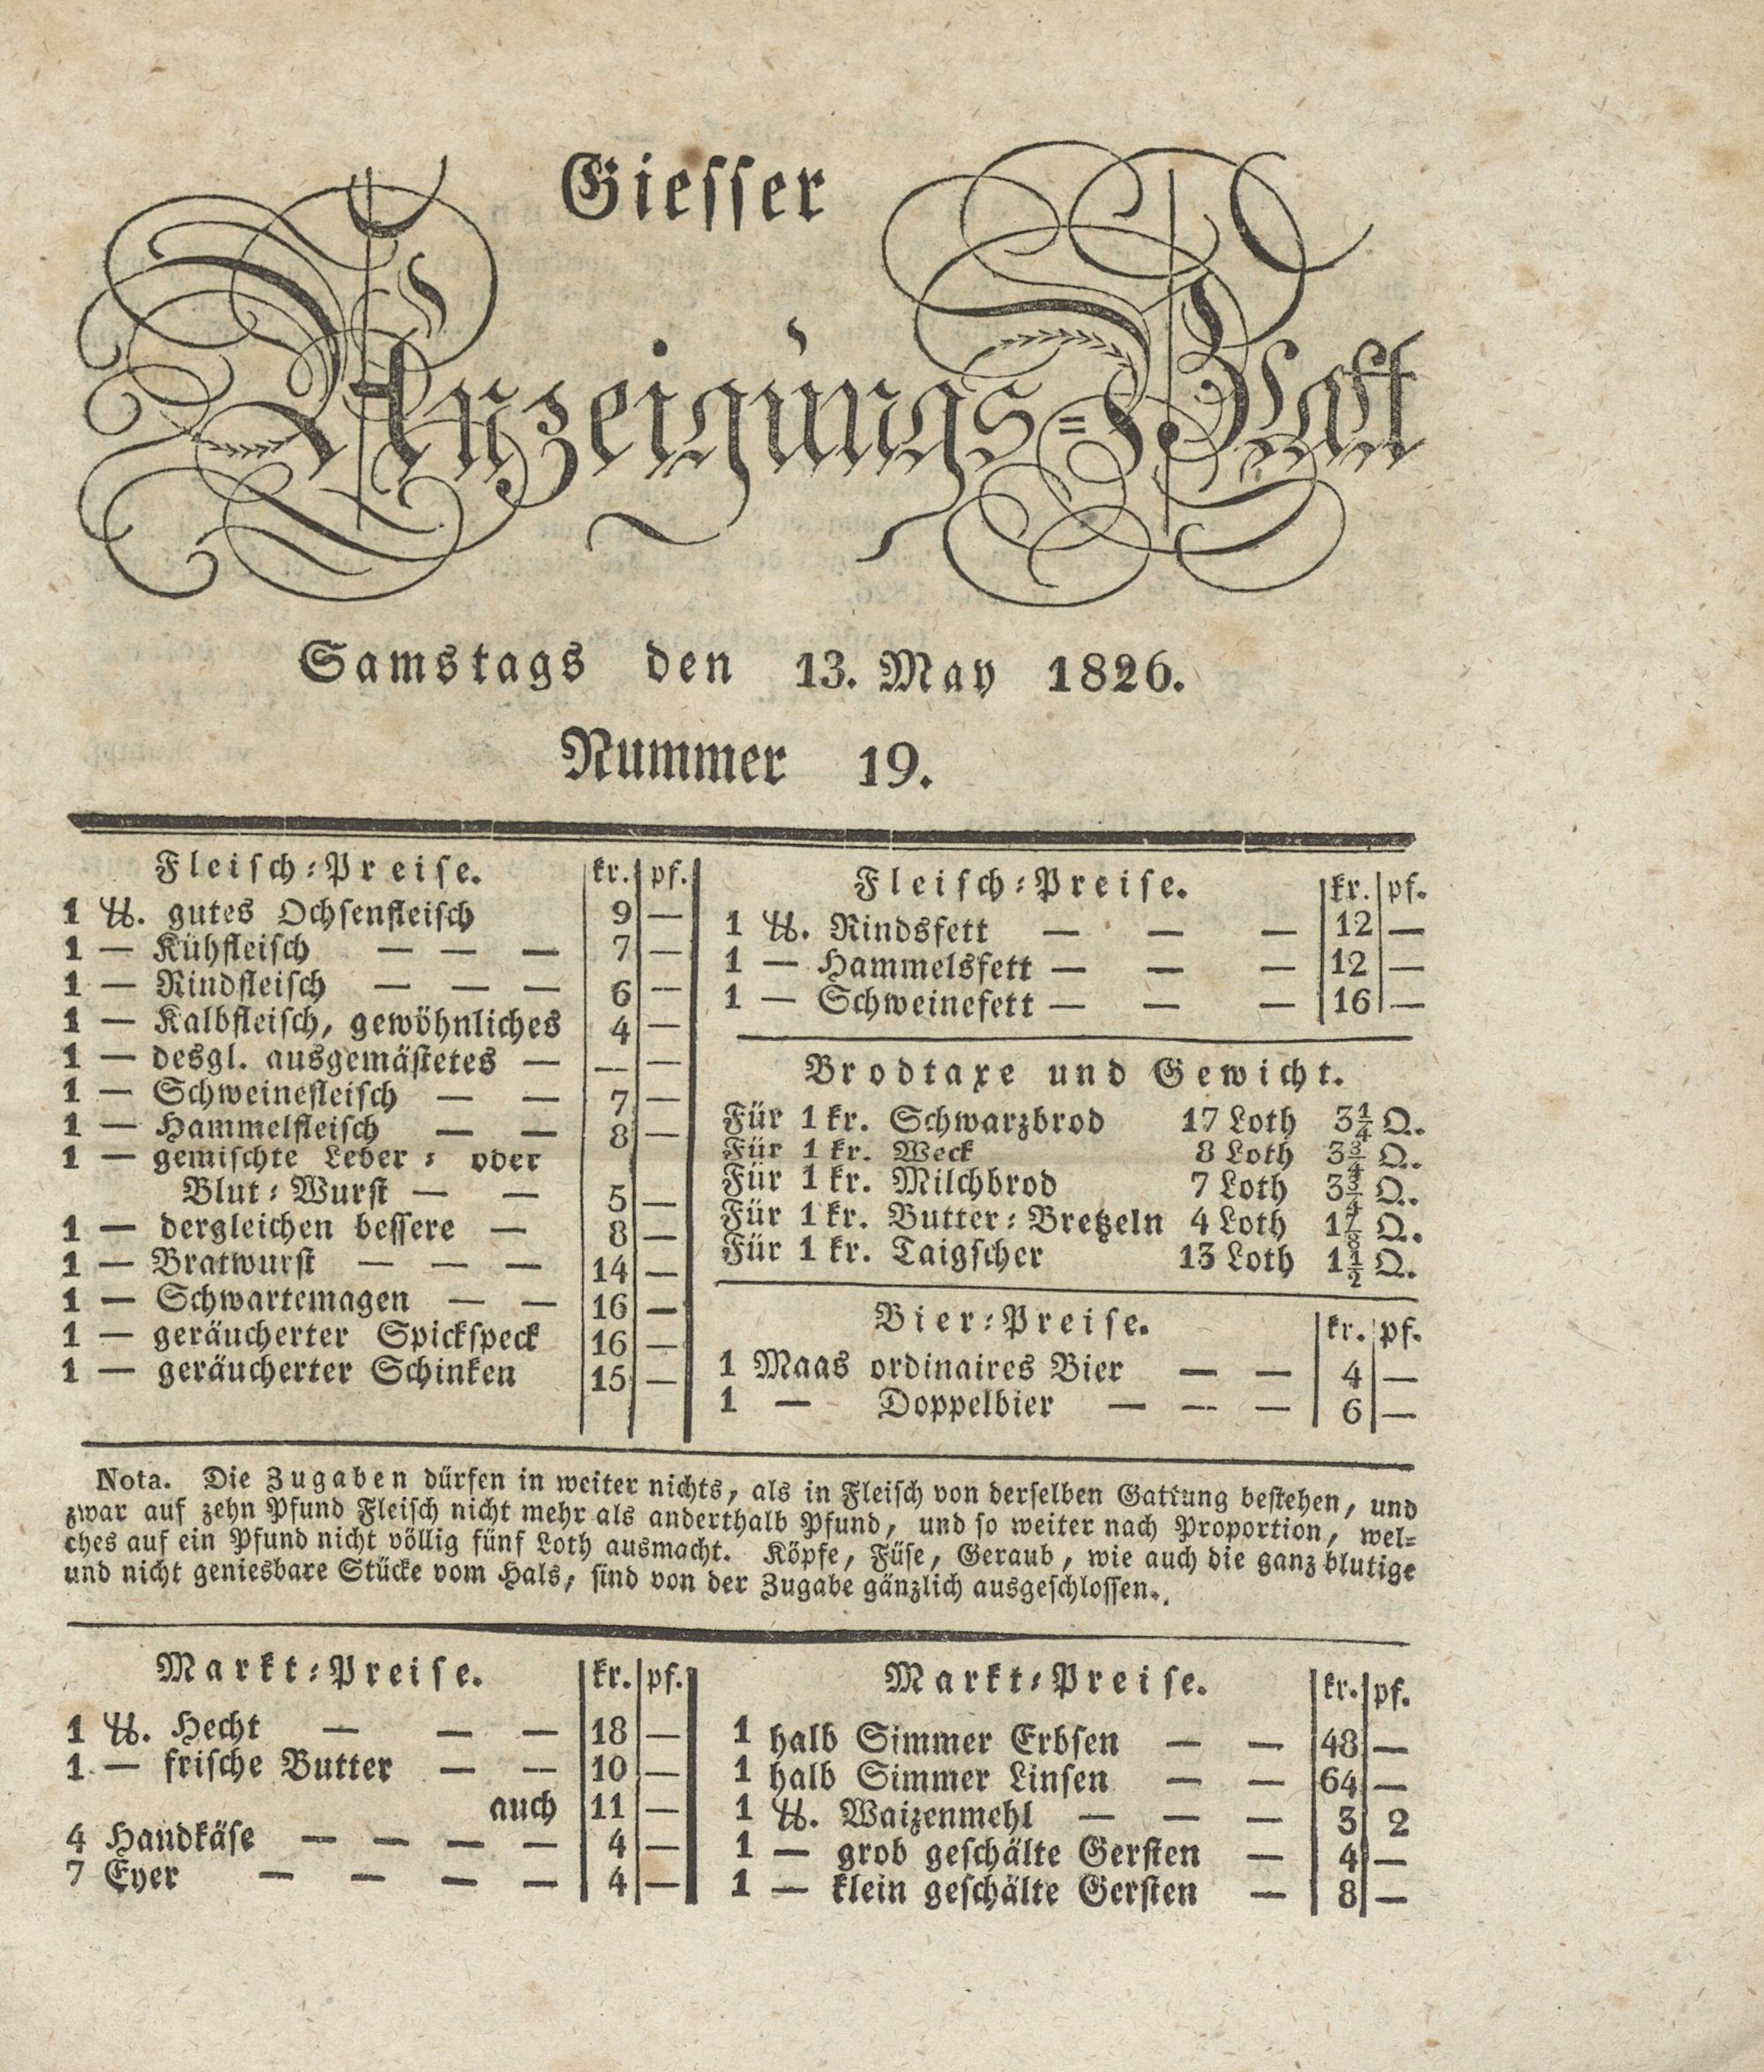 Giesser
Anzeigungs-Blatt
Samstags den 13. May 1826.
Nummer 19.
Fleisch-Preise. kr. pf.
1 ℔. gutes Ochsenfleisch 9 —
1 — Kühfleisch — — — 7 —
1 — Rindfleisch — — — 6 —
1 — Kalbfleisch, gewöhnliches 4 —
1 — desgl. ausgemästetes — — —
1 — Schweinefleisch — — 7 —
1 — Hammelfleisch — — 8 —
1 — gemischte Leber- oder
Blut-Wurst — — 5 —
1 — dergleichen bessere — 8 —
1 — Bratwurst — — — 14 —
1 — Schwartemagen — — 16 —
1 — geräucherter Spickspeck 16 —
1 — geräucherter Schinken 15 —
Fleisch-Preise. kr. pf.
1 ℔. Rindsfett — — — 12 —
1 — Hammelsfett — — — 12 —
1 — Schweinefett — — — 16 —
Brodtaxe und Gewicht.
Für 1 kr. Schwarzbrod 17 Loth 3¼ Q.
Für 1 kr. Weck 8 Loth 3¾ Q.
Für 1 kr. Milchbrod 7 Loth 3¾ Q.
Für 1 kr. Butter-Bretzeln 4 Loth 1⅞ Q.
Für 1 kr. Taigscher 13 Loth 1½ Q.
Bier-Preise. kr. pf.
1 Maas ordinaires Bier — — 4 —
1 — Doppelbier — — — 6 —
Nota. Die Zugaben dürfen in weiter nichts, als in Fleisch von derselben Gattung bestehen, und
zwar auf zehn Pfund Fleisch nicht mehr als anderthalb Pfund, und so weiter nach Proportion, wel-
ches auf ein Pfund nicht völlig fünf Loth ausmacht. Köpfe, Füse, Geraub, wie auch die ganz blutige
und nicht geniesbare Stücke vom Hals, sind von der Zugabe gänzlich ausgeschlossen.
Markt-Preise. kr. pf.
1 ℔. Hecht — — — 18 —
1 — frische Butter — — 10 —
auch 11 —
4 Handkäse — — — — 4 —
7 Eyer — — — — 4 —
Markt-Preise. kr. pf.
1 halb Simmer Erbsen — — 48 —
1 halb Simmer Linsen — — 64 —
1 ℔. Waizenmehl — — — 3 2
1 — grob geschälte Gersten — 4 —
1 — klein geschälte Gersten — 8 —